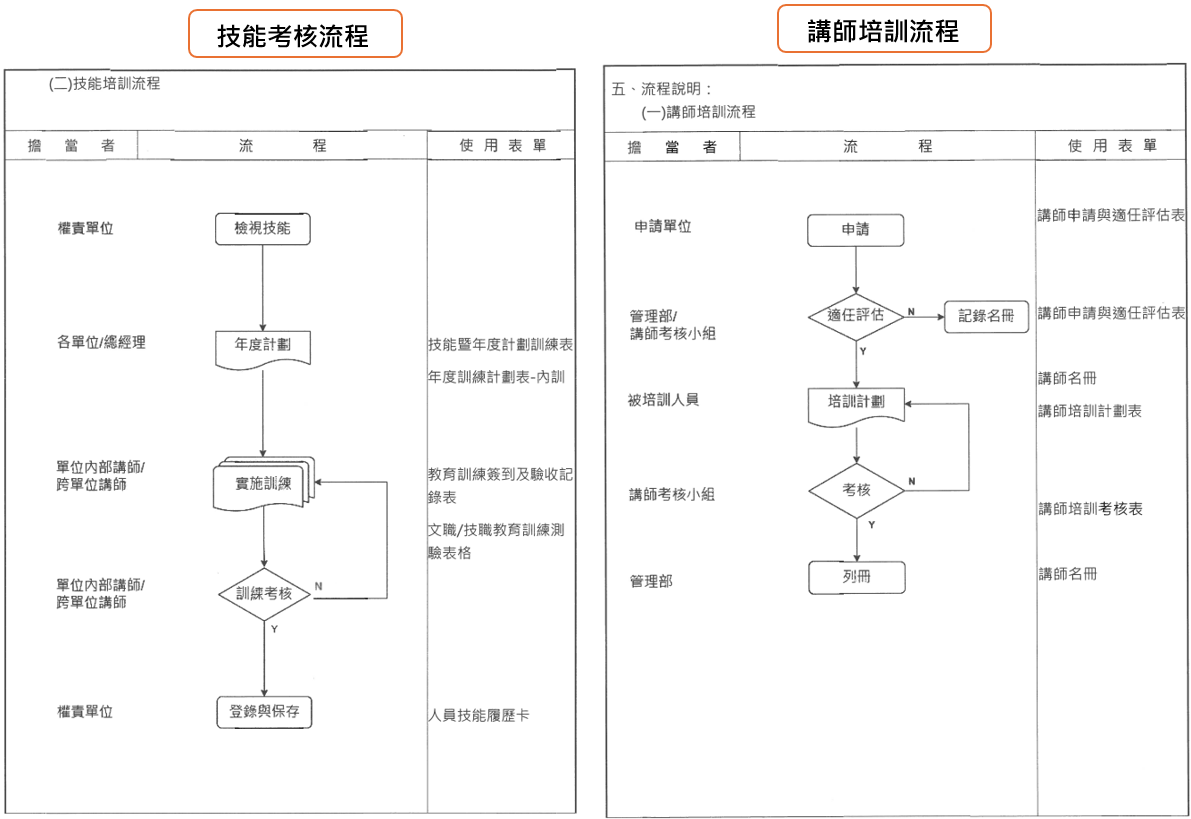 技能考核流程
(二)技能培訓流程
擔當者 流程 使用表單
權責單位 檢視技能
各單位/總經理 年度計劃 技能暨年度計劃訓練表
年度訓練計劃表-內訓
單位內部講師/
跨單位講師
實施訓練
教育訓練簽到及驗收記
錄表
文職/技職教育訓練測
驗表格
單位內部講師/
跨單位講師
訓練考核 N
Y
權責單位 登錄與保存 人員技能履歷卡
講師培訓流程
五、流程說明：
(一)講師培訓流程
擔當者 流程 使用表單
申請單位 申請 講師申請與適任評估表
管理部/
講師考核小組
適任評估 N 記錄名冊 講師申請與適任評估表
Y
被培訓人員 培訓計劃 講師名冊
講師培訓計劃表
講師考核小組 考核 N 講師培訓考核表
Y
管理部 列冊 講師名冊